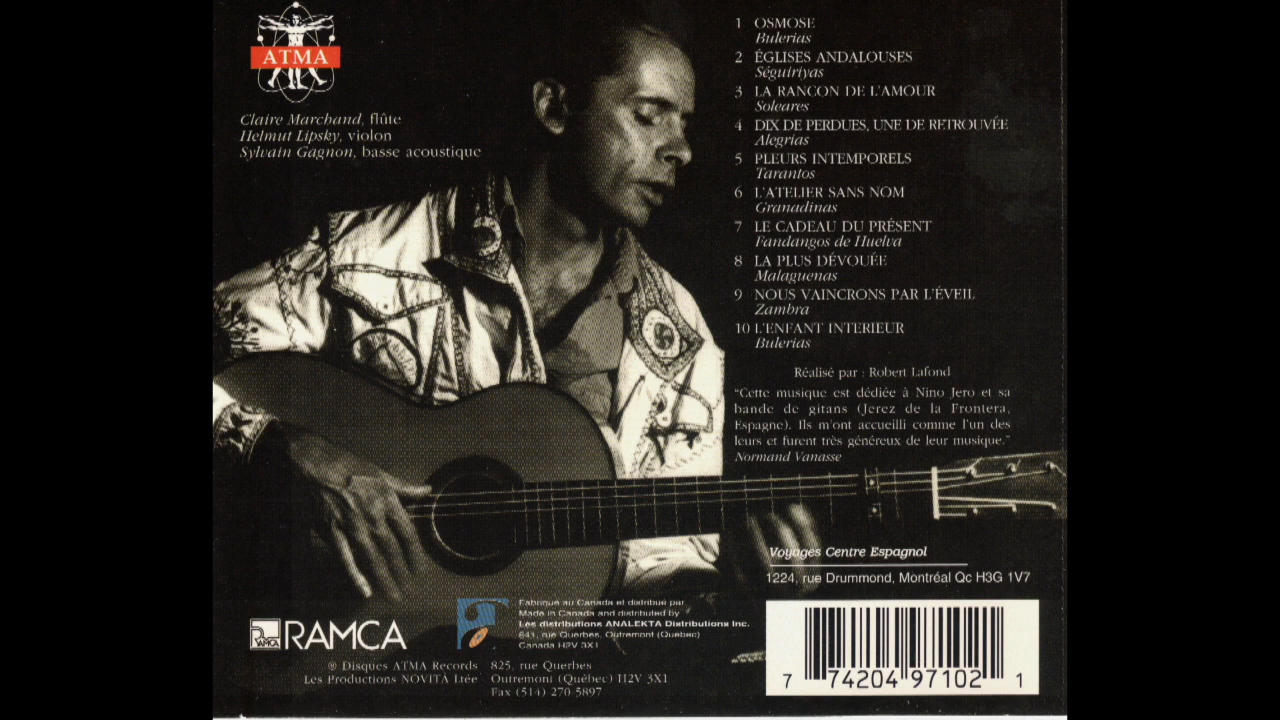 ATMA
Claire Marchand, flûte
Helmut Lipsky, violon
Sylvain Gagnon, basse acoustique
1 OSMOSE
Bulerias
2 ÉGLISES ANDALOUSES
Séguiriyas
3 LA RANCON DE L'AMOUR
Soleares
4 DIX DE PERDUES, UNE DE RETROUVÉE
Alegrias
5 PLEURS INTEMPORELS
Tarantos
6 L'ATELIER SANS NOM
Granadinas
7 LE CADEAU DU PRÉSENT
Fandangos de Huelva
8 LA PLUS DÉVOUÉE
Malaguenas
9 NOUS VAINCRONS PAR L'ÉVEIL
Zambra
10 L'ENFANT INTERIEUR
Bulerias
Réalisé par : Robert Lafond
"Cette musique est dédiée à Nino Jero et sa
bande de gitans (Jerez de la Frontera,
Espagne). Ils m'ont accueilli comme l'un des
leurs et furent très généreux de leur musique."
Normand Vanasse
Voyages Centre Espagnol
1224, rue Drummond, Montréal Qc H3G 1V7
RAMCA
RAMCA
Fabriqué au Canada et distribué par
Made in Canada and distributed by
Les distributions ANALEKTA Distributions Inc.
841, rue Querbes, Outremont (Québec)
Canada H2V 3X1
℗ Disques ATMA Records
Les Productions NOVITÀ Ltée
825, rue Querbes
Outremont (Québec) H2V 3X1
Fax (514) 270-5897
7 74204 97102 1